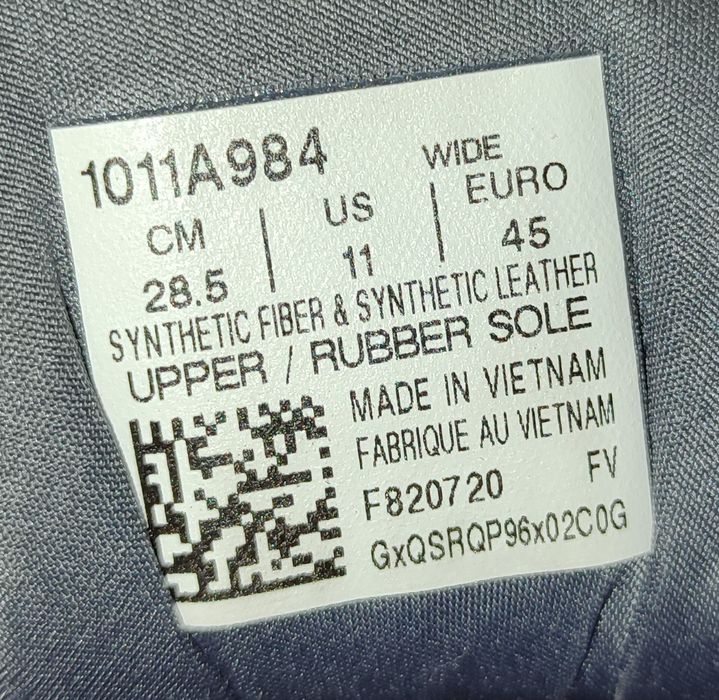 1011A984 WIDE
CM | US | EURO
28.5 | 11 | 45
SYNTHETIC FIBER & SYNTHETIC LEATHER
UPPER / RUBBER SOLE
MADE IN VIETNAM
FABRIQUE AU VIETNAM
F820720 FV
GxQSRQP96x02C0G